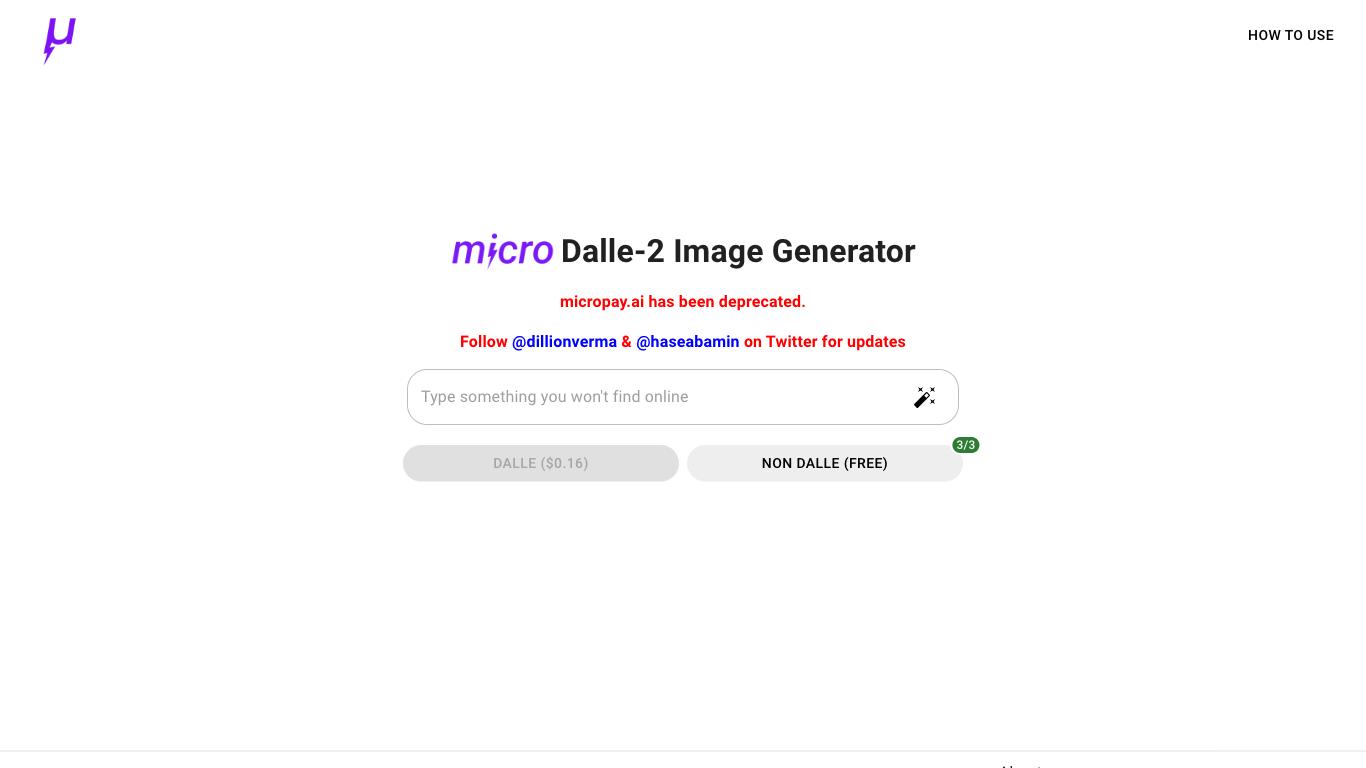 µ
HOW TO USE
micro Dalle-2 Image Generator
micropay.ai has been deprecated.
Follow @dillionverma & @haseabamin on Twitter for updates
Type something you won't find online
3/3
DALLE ($0.16)
NON DALLE (FREE)